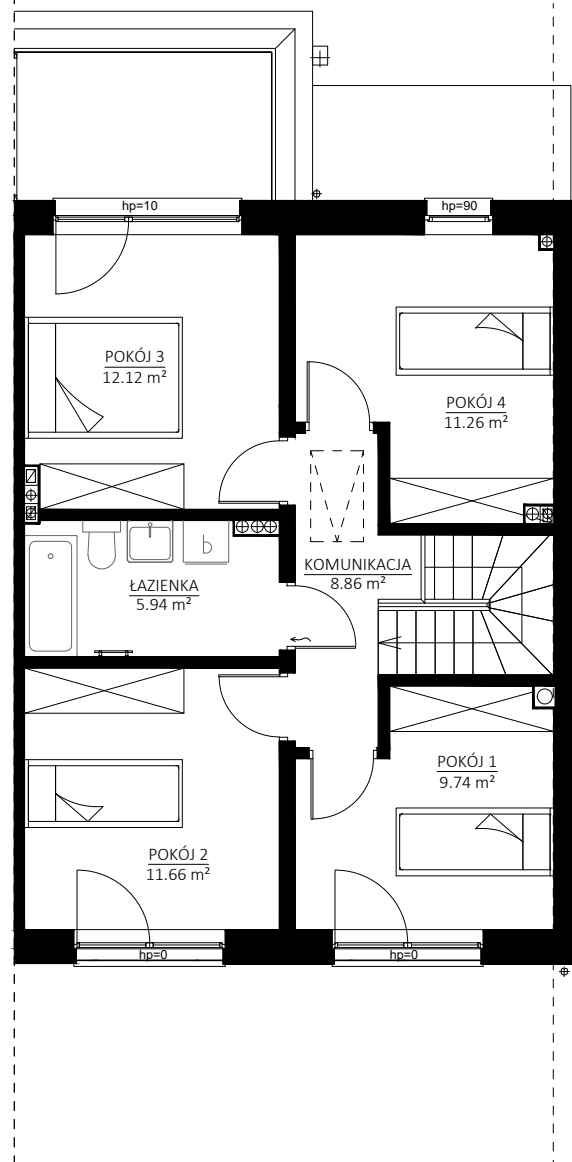 hp=10
hp=90
POKÓJ 3
12.12 m²
POKÓJ 4
11.26 m²
KOMUNIKACJA
8.86 m²
ŁAZIENKA
5.94 m²
b
POKÓJ 1
9.74 m²
POKÓJ 2
11.66 m²
hp=0
hp=0